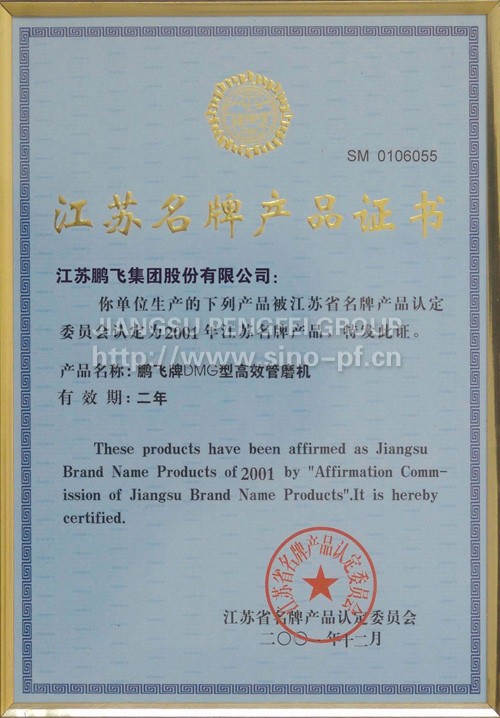 SM 0106055
江苏名牌产品证书
江苏鹏飞集团股份有限公司：
你单位生产的下列产品被江苏省名牌产品认定
委员会认定为2001年江苏名牌产品，特发此证。
JIANGSU PENGFEI GROUP
http://www.sino-pf.cn
产品名称：鹏飞牌DMG型高效管磨机
有效期：二年
These products have been affirmed as Jiangsu
Brand Name Products of 2001 by "Affirmation Comm-
ission of Jiangsu Brand Name Products".It is hereby
certified.
江苏省名牌产品认定委员会
江苏省名牌产品认定委员会
二〇〇一年十二月